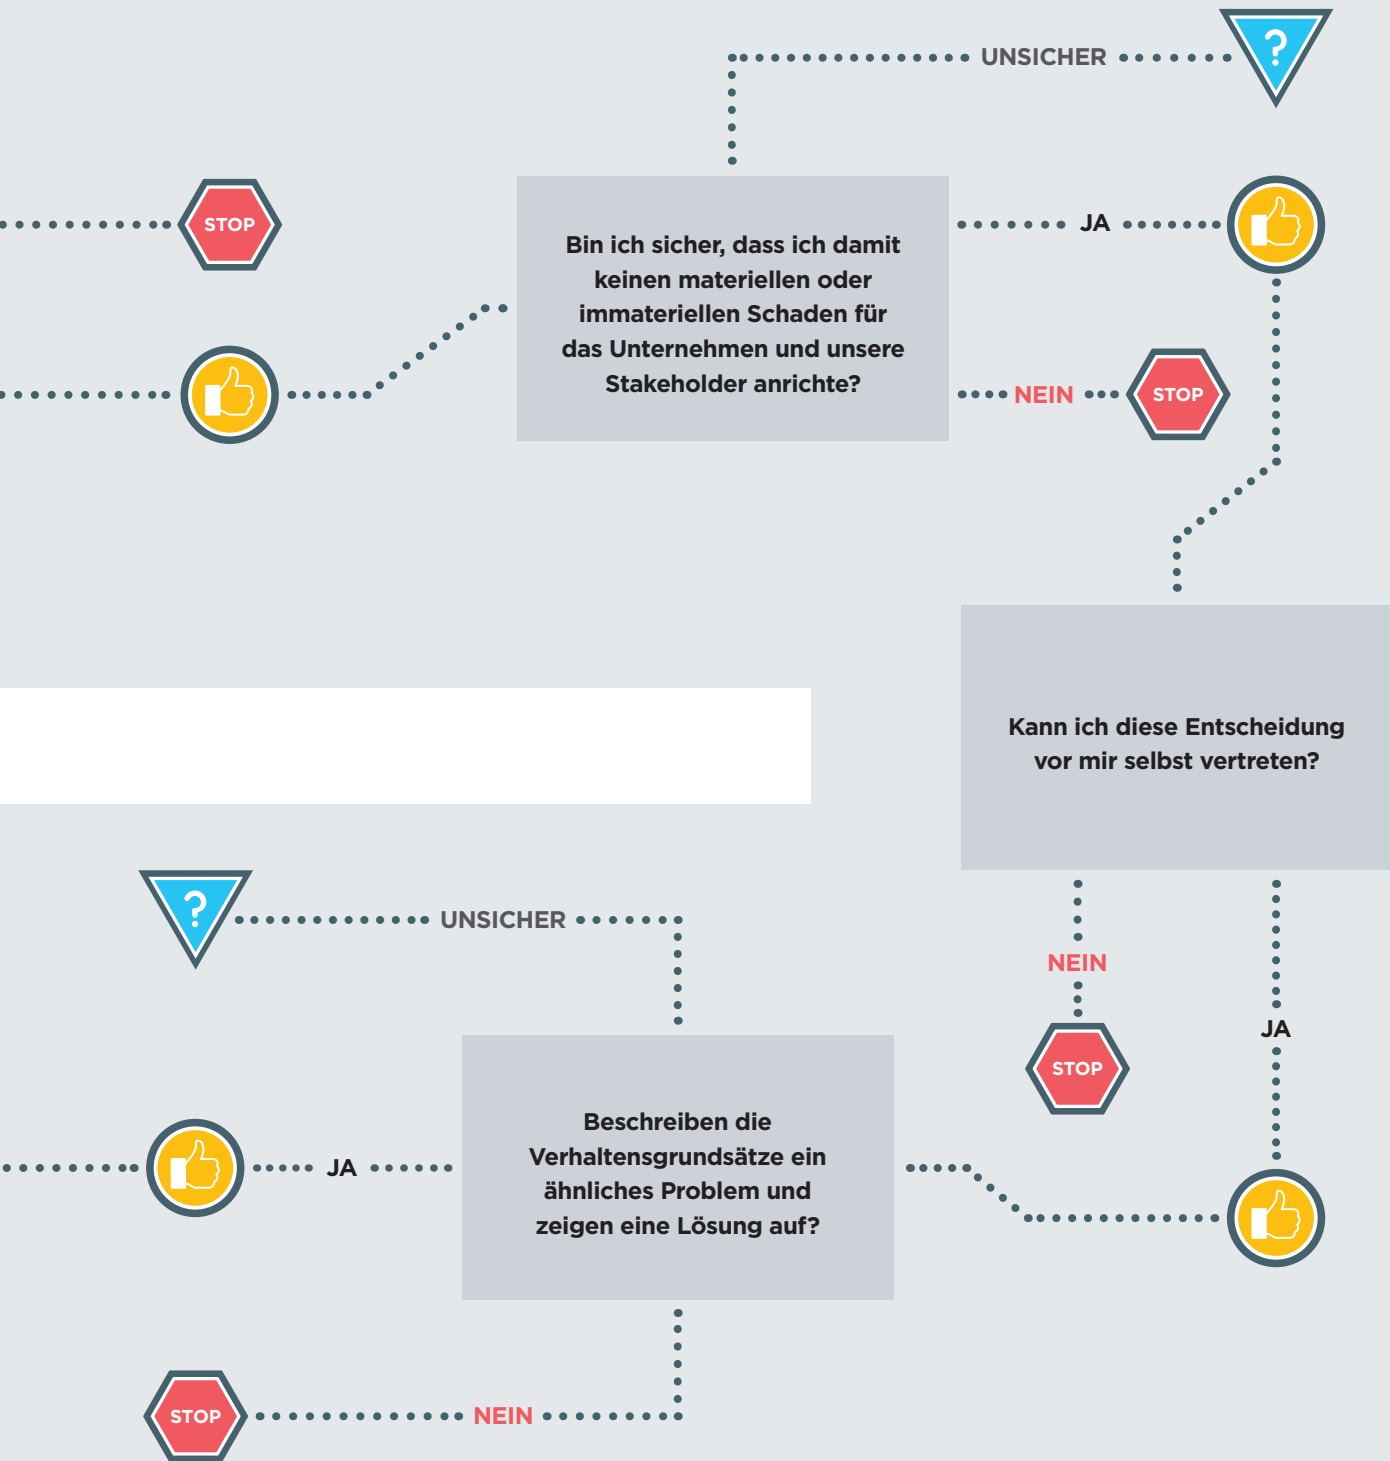 ?
UNSICHER
STOP
Bin ich sicher, dass ich damit
keinen materiellen oder
immateriellen Schaden für
das Unternehmen und unsere
Stakeholder anrichte?
JA
NEIN
STOP
Kann ich diese Entscheidung
vor mir selbst vertreten?
NEIN
STOP
JA
?
UNSICHER
Beschreiben die
Verhaltensgrundsätze ein
ähnliches Problem und
zeigen eine Lösung auf?
JA
NEIN
STOP